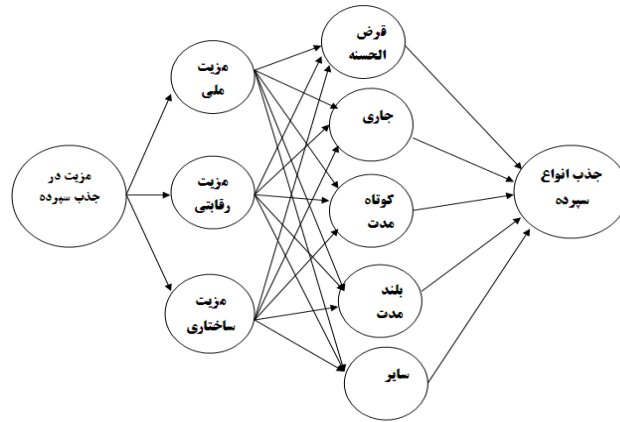 مزیت در
جذب سپرده
مزیت
ملی
مزیت
رقابتی
مزیت
ساختاری
قرض
الحسنه
جاری
کوتاه
مدت
بلند
مدت
سایر
جذب انواع
سپرده